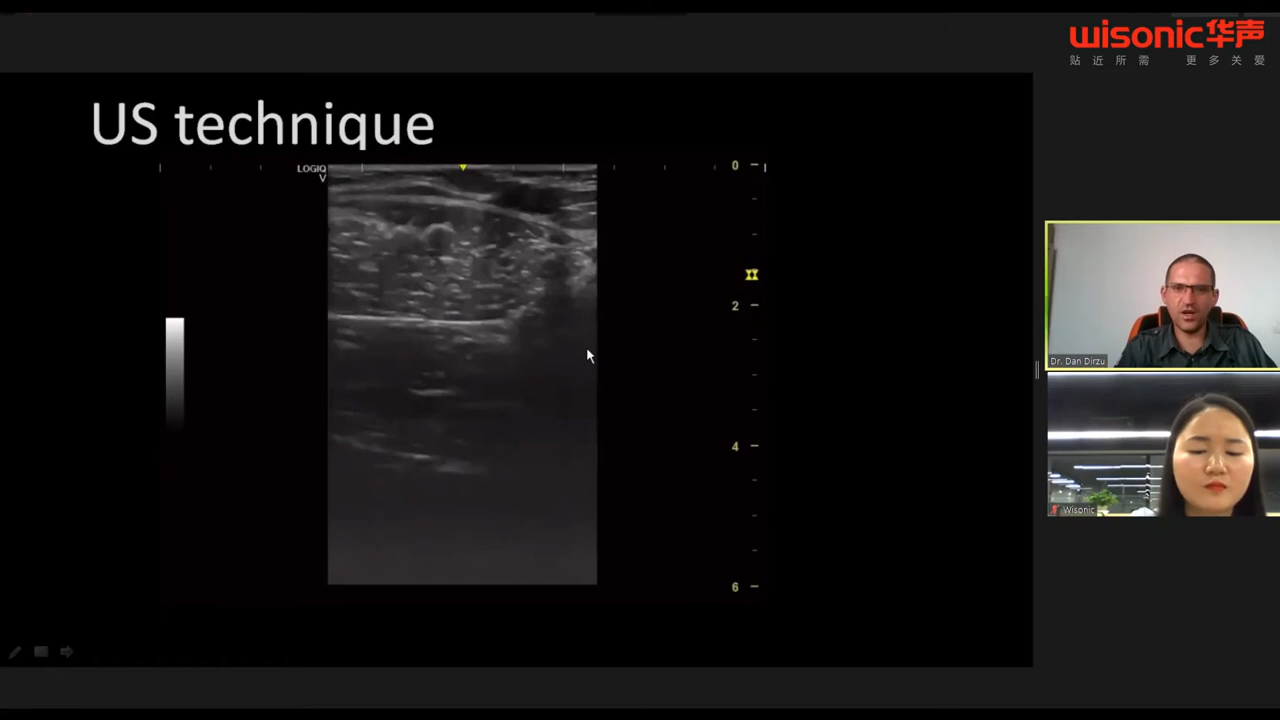 wisonic华声
贴近所需 更多关爱
US technique
LOGIQ
V
0
2
4
6
Dr. Dan Dirzu
Wisonic